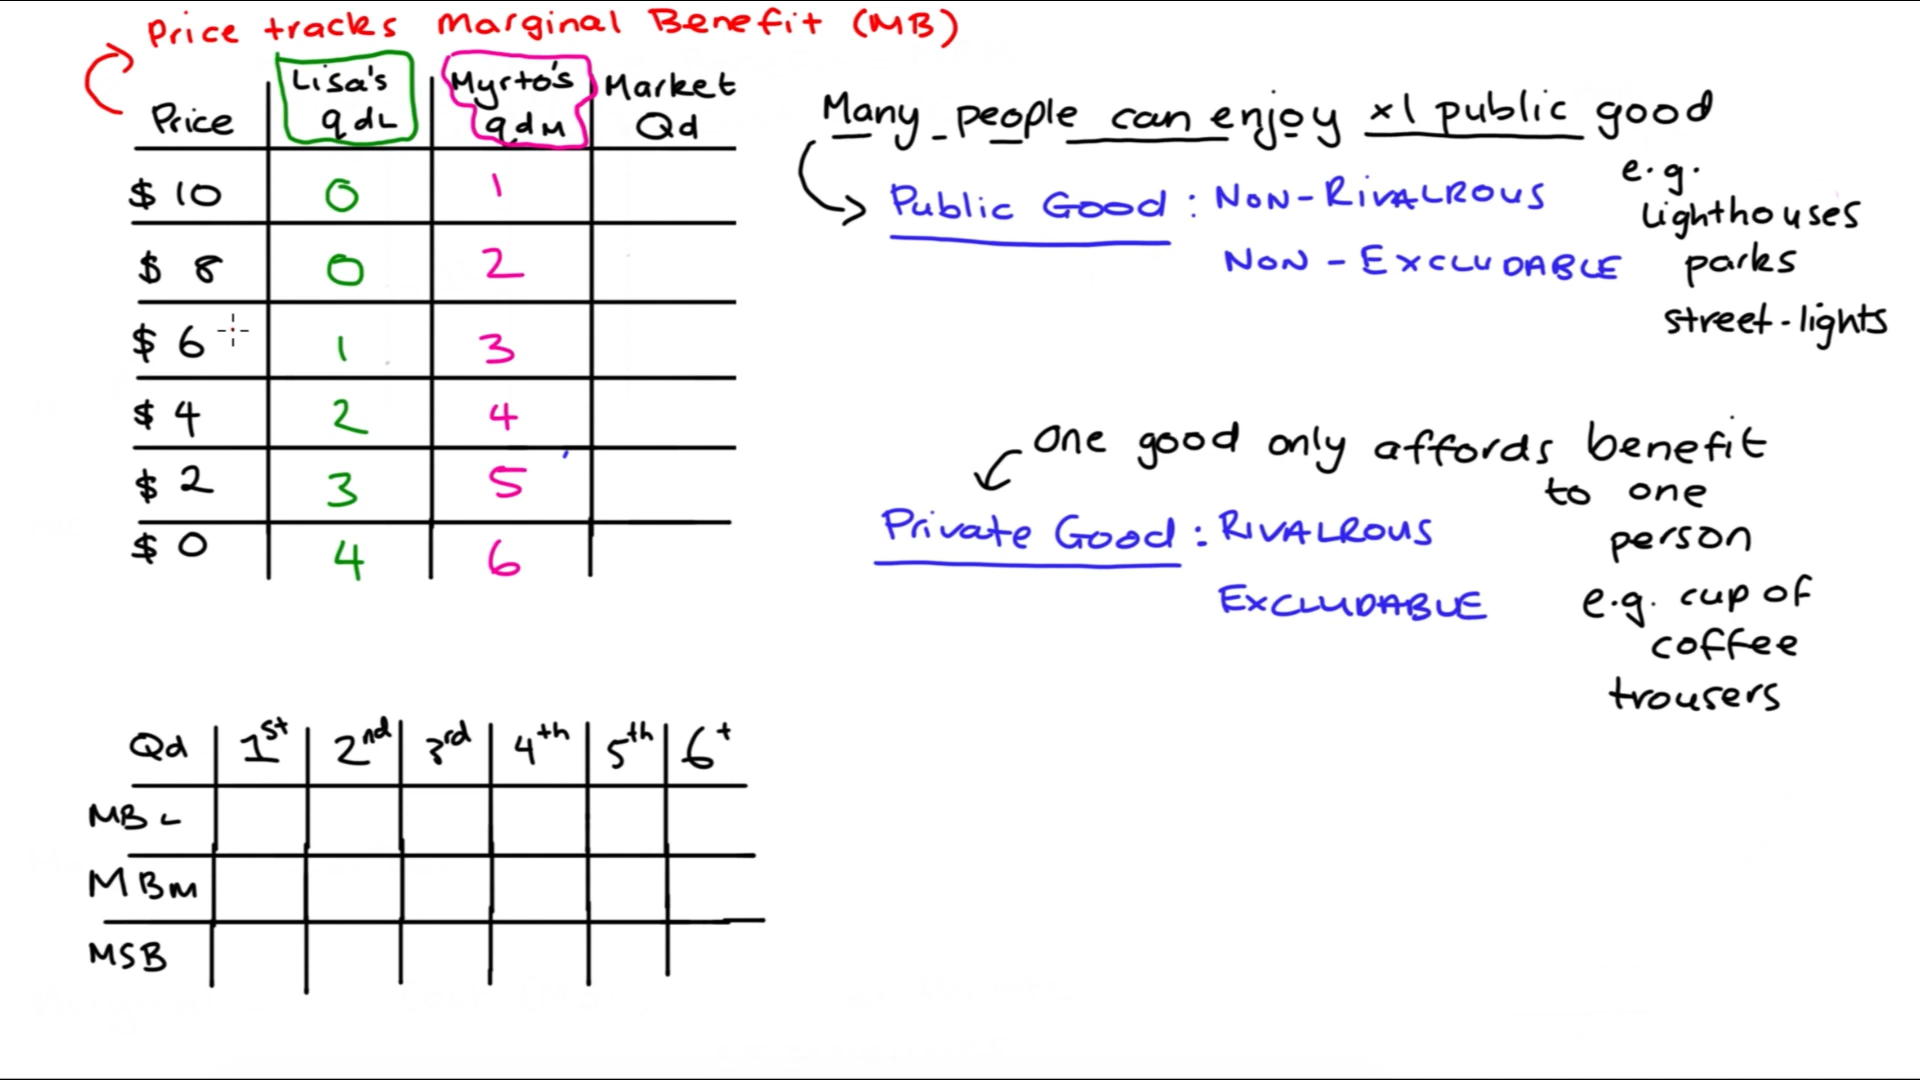 Price tracks Marginal Benefit (MB)
Price Lisa's qdL Myrto's qdM Market Qd
$ 10 0 1
$ 8 0 2
$ 6 1 3
$ 4 2 4
$ 2 3 5
$ 0 4 6
Many people can enjoy x1 public good
Public Good : NON-RIVALROUS
NON-EXCLUDABLE
e.g.
lighthouses
parks
street-lights
One good only affords benefit
to one
person
Private Good : RIVALROUS
EXCLUDABLE
e.g. cup of
coffee
trousers
Qd 1st 2nd 3rd 4th 5th 6t
MBL
MBM
MSB